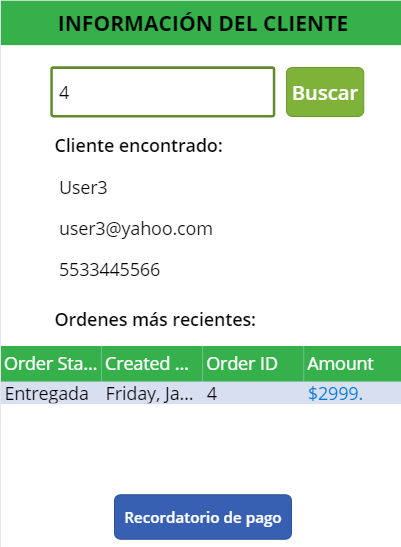 INFORMACIÓN DEL CLIENTE
4
Buscar
Cliente encontrado:
User3
user3@yahoo.com
5533445566
Ordenes más recientes:
Order Sta... Created ... Order ID Amount
Entregada Friday, Ja... 4 $2999.
Recordatorio de pago